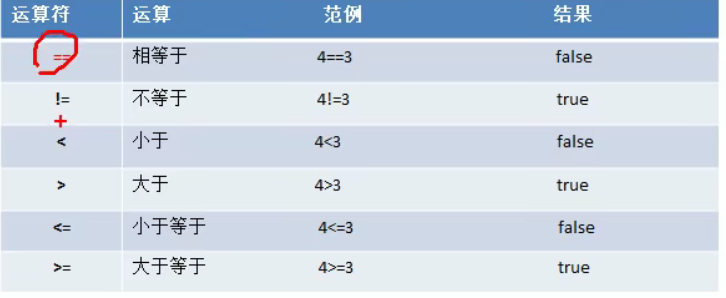 运算符 运算 范例 结果
== 相等于 4==3 false
!= 不等于 4!=3 true
< 小于 4<3 false
> 大于 4>3 true
<= 小于等于 4<=3 false
>= 大于等于 4>=3 true